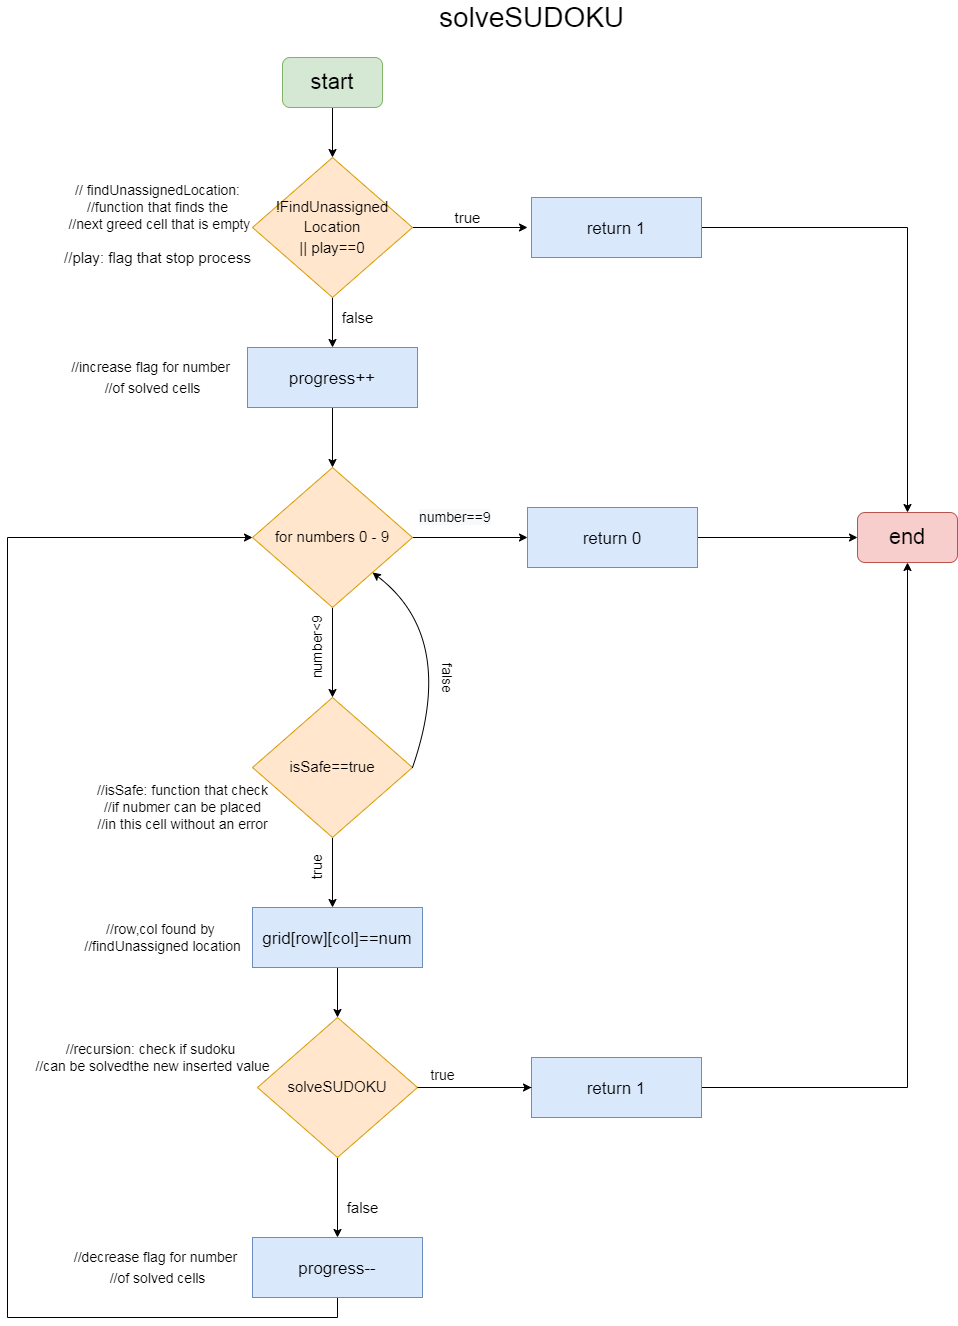 solveSUDOKU
start
// findUnassignedLocation:
//function that finds the
//next greed cell that is empty
//play: flag that stop process
!FindUnassigned
Location
|| play==0
true
return 1
false
//increase flag for number
//of solved cells
progress++
for numbers 0 - 9
number==9
return 0
end
number<9
false
isSafe==true
//isSafe: function that check
//if nubmer can be placed
//in this cell without an error
true
//row,col found by
//findUnassigned location
grid[row][col]==num
//recursion: check if sudoku
//can be solvedthe new inserted value
solveSUDOKU
true
return 1
false
//decrease flag for number
//of solved cells
progress--